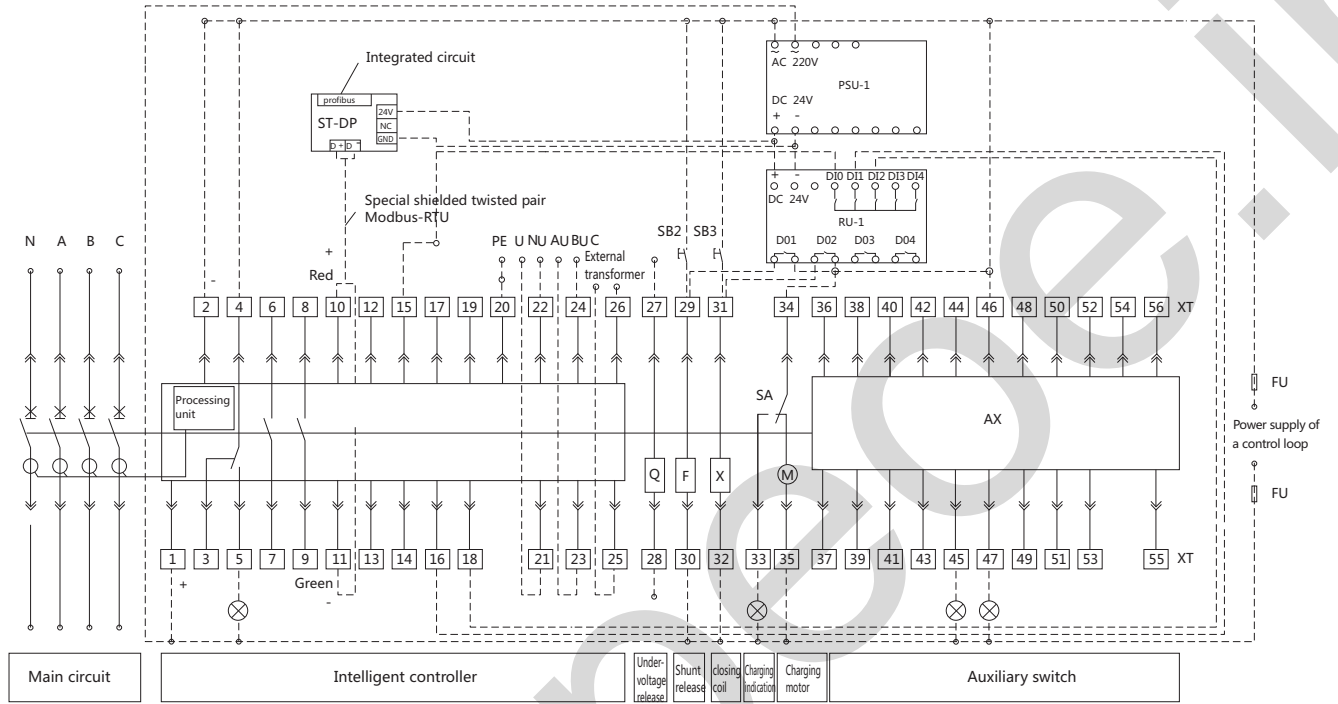 Integrated circuit
profibus
ST-DP
24V
NC
GND
D + D -
~ ~
AC 220V
PSU-1
DC 24V
+ -
+ -
DC 24V
DI0 DI1 DI2 DI3 DI4
RU-1
D01 D02 D03 D04
Special shielded twisted pair
Modbus-RTU
N A B C
+
Red
-
PE U NU AU BU C
External
transformer
SB2 SB3
2 4 6 8 10 12 15 17 19 20 22 24 26 27 29 31 34 36 38 40 42 44 46 48 50 52 54 56 XT
Processing
unit
SA
AX
Q F X M
FU
Power supply of
a control loop
FU
1 3 5 7 9 11 13 14 16 18 21 23 25 28 30 32 33 35 37 39 41 43 45 47 49 51 53 55 XT
+
Green
-
Main circuit
Intelligent controller
Under-
voltage
release
Shunt
release
closing
coil
Charging
indication
Charging
motor
Auxiliary switch
neoe.i